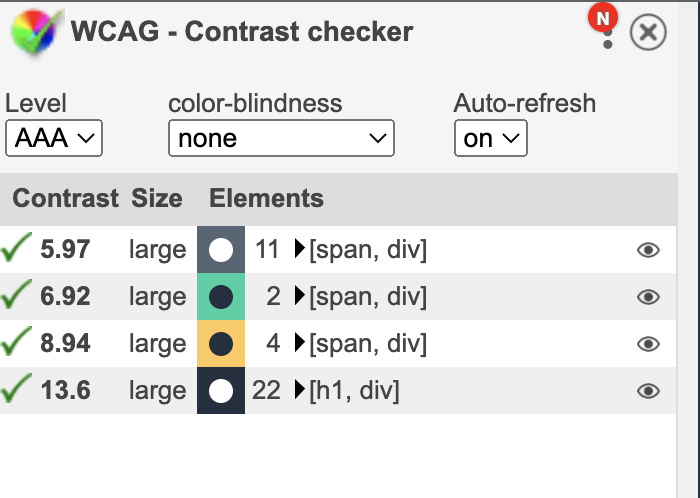 WCAG - Contrast checker
N
Level color-blindness Auto-refresh
AAA none on
Contrast Size Elements
5.97 large 11 [span, div]
6.92 large 2 [span, div]
8.94 large 4 [span, div]
13.6 large 22 [h1, div]